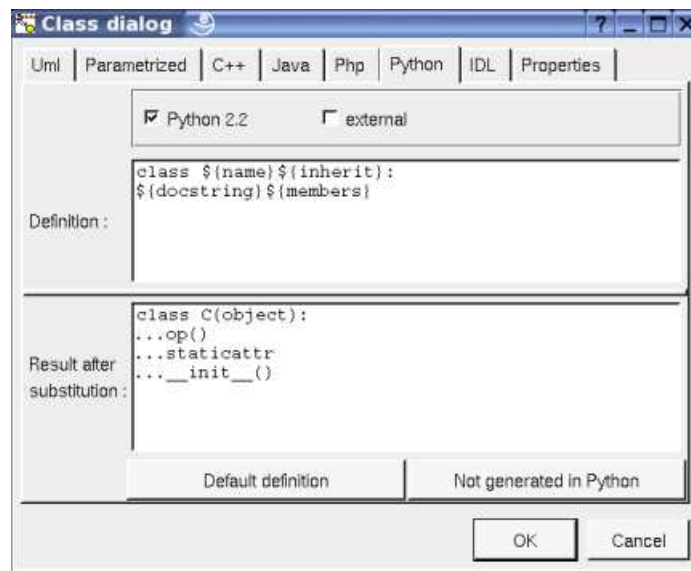 Class dialog
?
Uml Parametrized C++ Java Php Python IDL Properties
Python 2.2 external
Definition :
class ${name}${inherit}:
${docstring}${members}
Result after
substitution :
class C(object):
...op()
...staticattr
...__init__()
Default definition Not generated in Python
OK Cancel